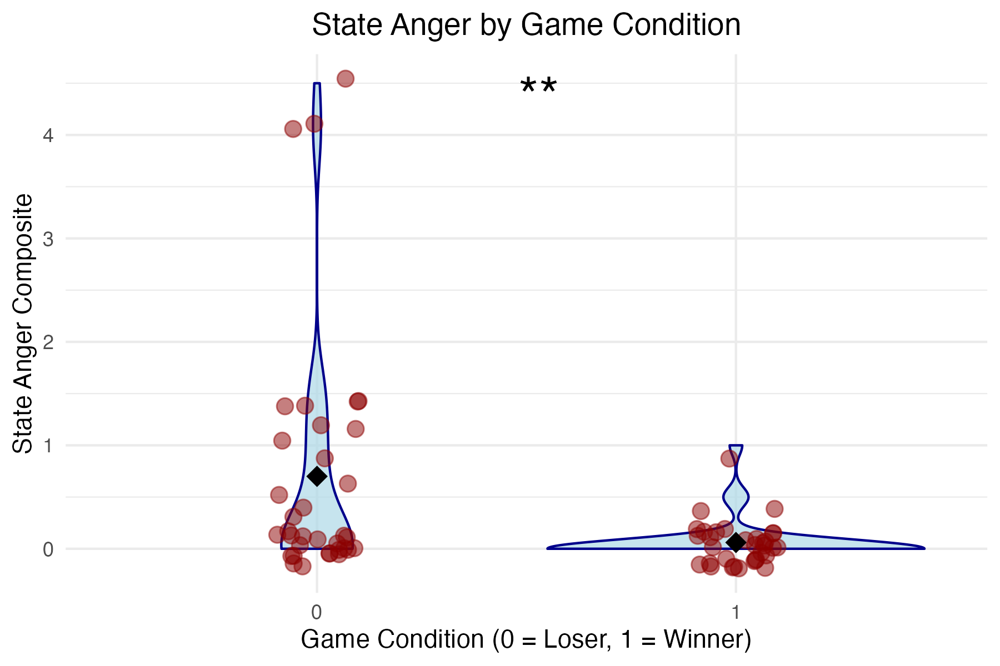 State Anger by Game Condition
**
State Anger Composite
4
3
2
1
0
0 1
Game Condition (0 = Loser, 1 = Winner)